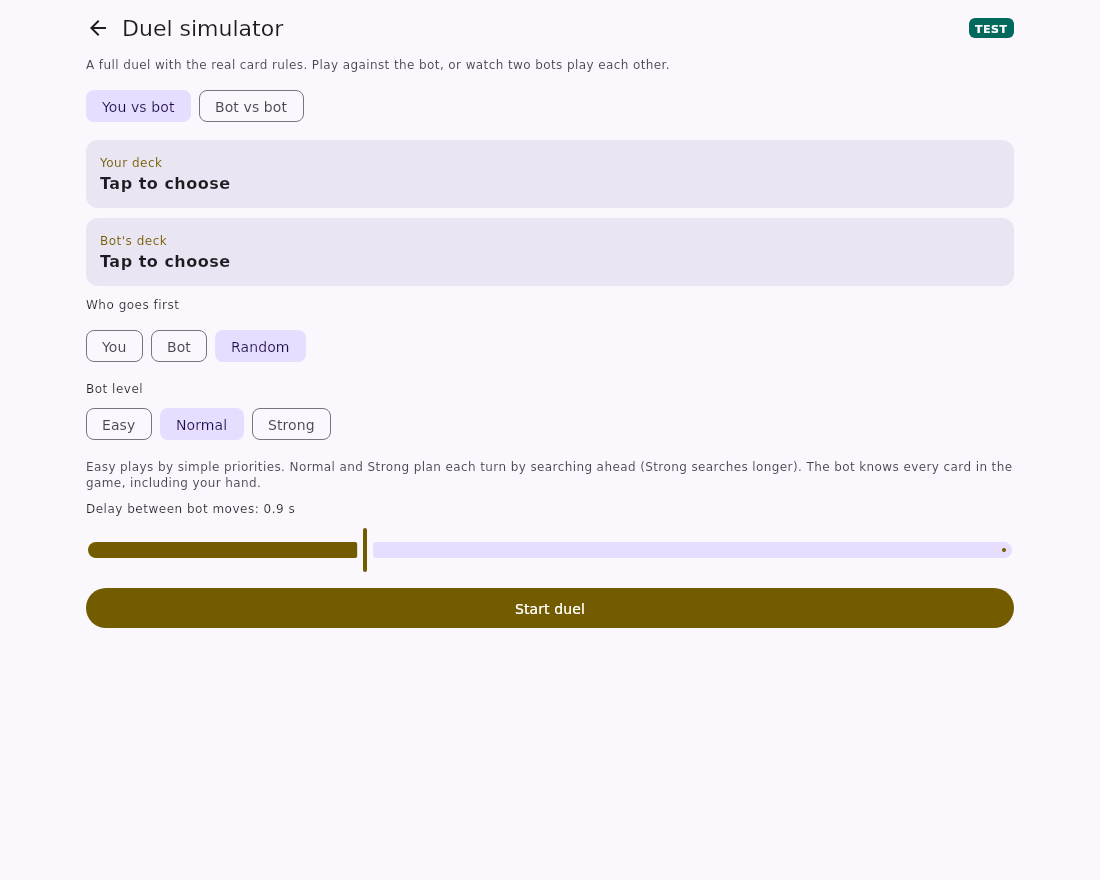 Duel simulator
TEST
A full duel with the real card rules. Play against the bot, or watch two bots play each other.
You vs bot
Bot vs bot
Your deck
Tap to choose
Bot's deck
Tap to choose
Who goes first
You
Bot
Random
Bot level
Easy
Normal
Strong
Easy plays by simple priorities. Normal and Strong plan each turn by searching ahead (Strong searches longer). The bot knows every card in the
game, including your hand.
Delay between bot moves: 0.9 s
Start duel